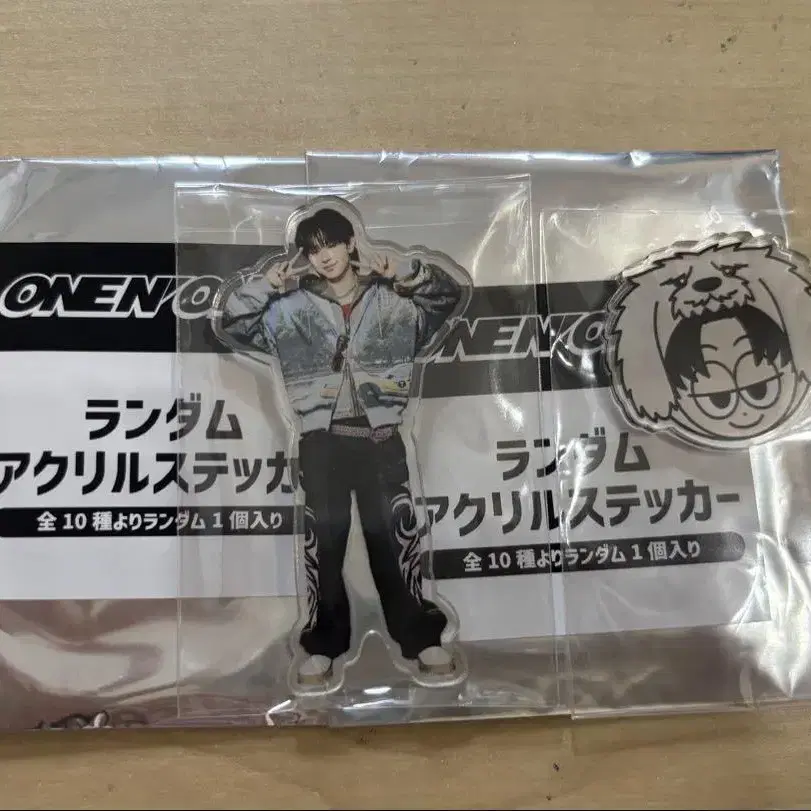 ONE N' O
ランダム
アクリルステッカ
全10種よりランダム1個入り
ONE N' O
ランダム
アクリルステッカー
全10種よりランダム1個入り